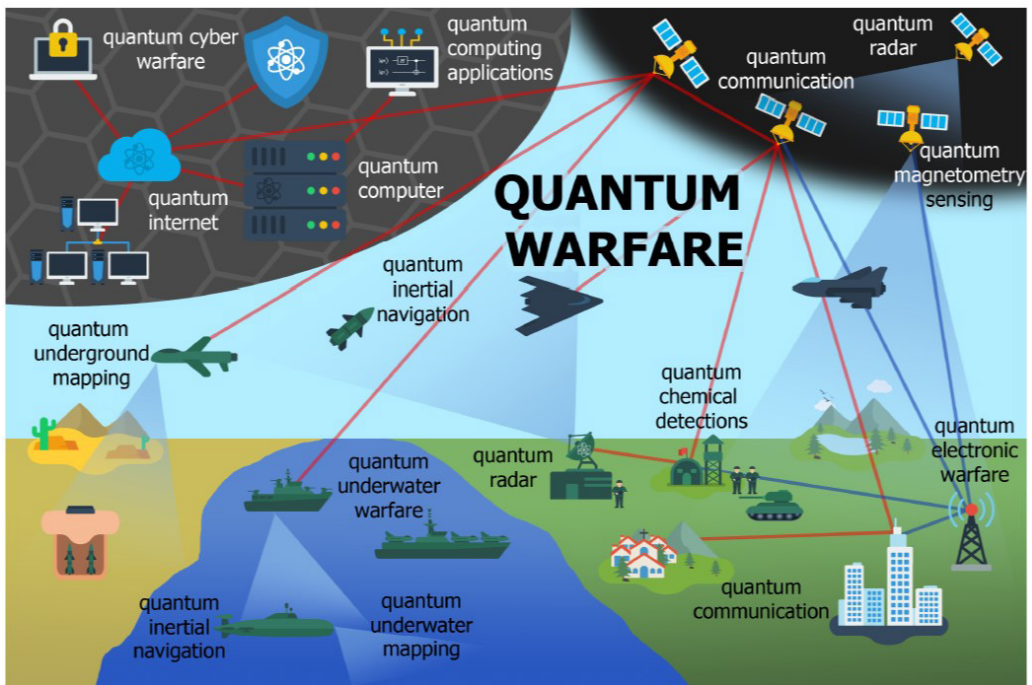 quantum cyber
warfare
quantum
computing
applications
quantum
internet
quantum
computer
quantum
communication
quantum
radar
quantum
magnetometry
sensing
QUANTUM
WARFARE
quantum
inertial
navigation
quantum
underground
mapping
quantum
chemical
detections
quantum
electronic
warfare
quantum
radar
quantum
underwater
warfare
quantum
communication
quantum
inertial
navigation
quantum
underwater
mapping